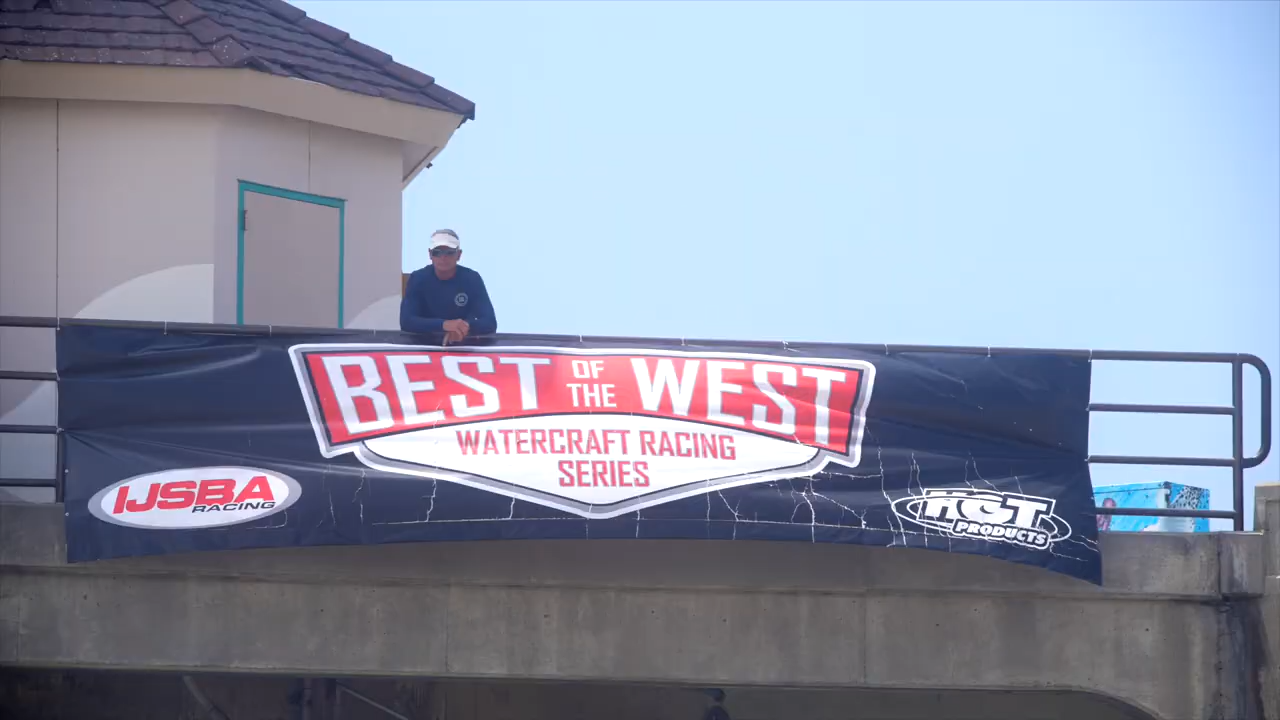 BEST OF THE WEST
WATERCRAFT RACING
SERIES
IJSBA
RACING
HOT
PRODUCTS